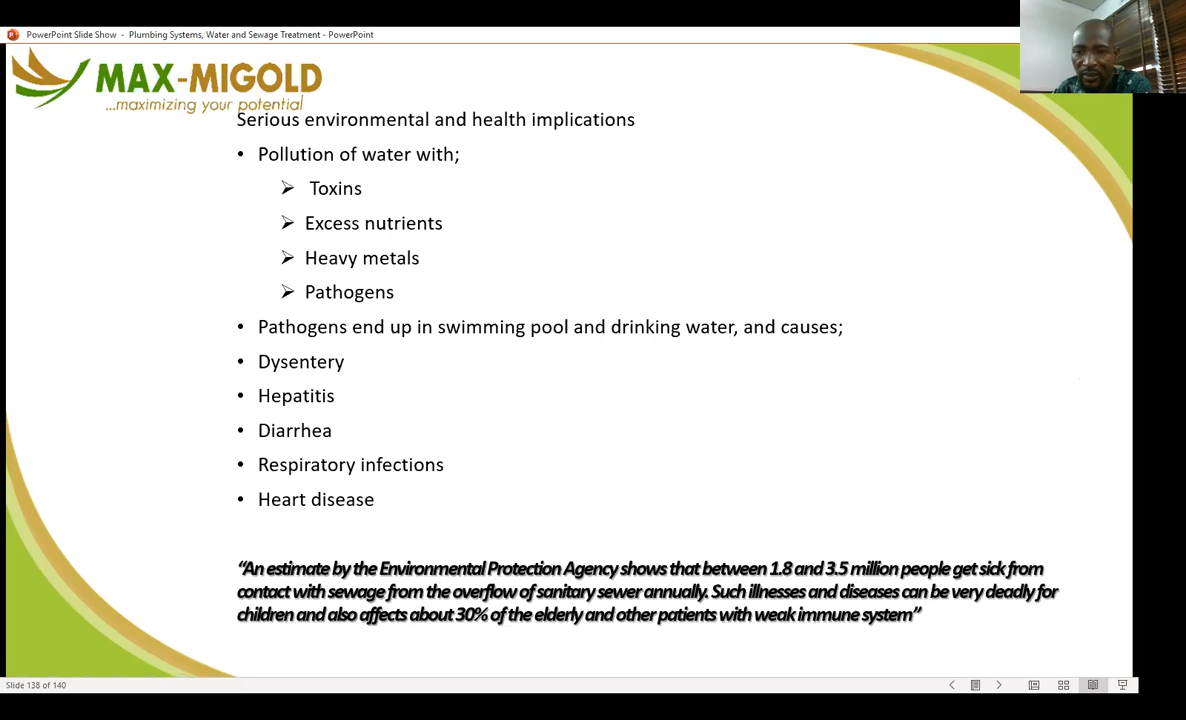 PowerPoint Slide Show - Plumbing Systems, Water and Sewage Treatment - PowerPoint
MAX-MIGOLD
...maximizing your potential
Serious environmental and health implications
• Pollution of water with;
➢ Toxins
➢ Excess nutrients
➢ Heavy metals
➢ Pathogens
• Pathogens end up in swimming pool and drinking water, and causes;
• Dysentery
• Hepatitis
• Diarrhea
• Respiratory infections
• Heart disease
“An estimate by the Environmental Protection Agency shows that between 1.8 and 3.5 million people get sick from
contact with sewage from the overflow of sanitary sewer annually. Such illnesses and diseases can be very deadly for
children and also affects about 30% of the elderly and other patients with weak immune system”
Slide 138 of 140